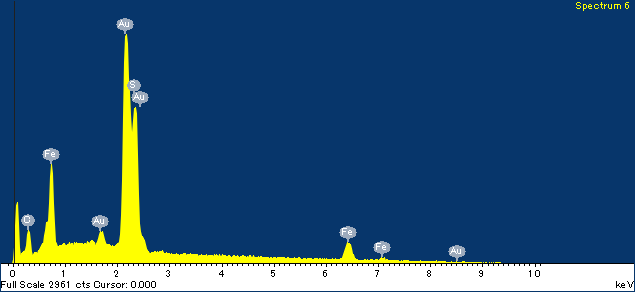 Spectrum 6
Au
S
Au
Fe
Au
Fe
Fe
Au
0 1 2 3 4 5 6 7 8 9 10
Full Scale 2961 cts Cursor: 0.000 keV